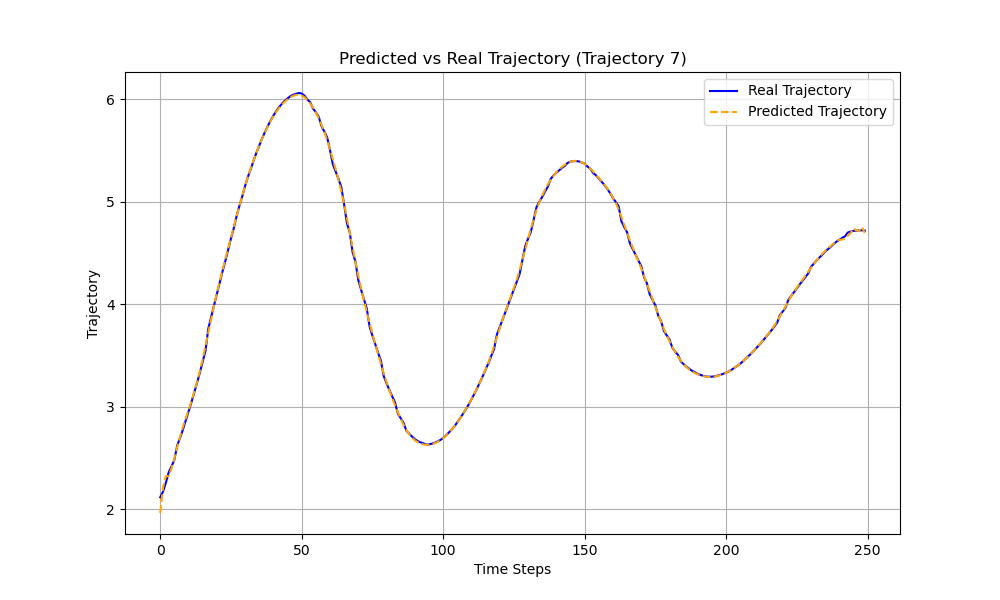 Predicted vs Real Trajectory (Trajectory 7)
Real Trajectory
Predicted Trajectory
6
5
4
3
2
Trajectory
0 50 100 150 200 250
Time Steps